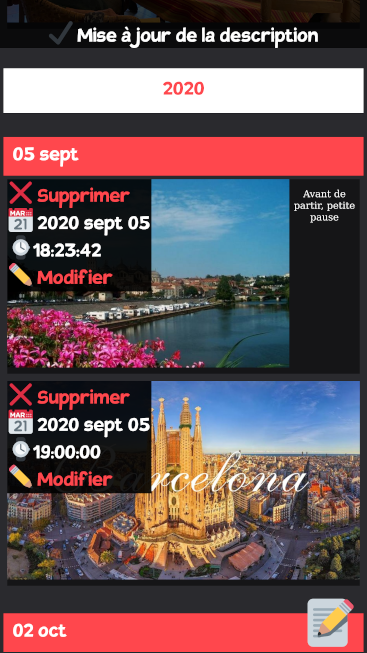 Mise à jour de la description
2020
05 sept
Supprimer
MAR
21
2020 sept 05
18:23:42
Modifier
Avant de
partir, petite
pause
Supprimer
MAR
21
2020 sept 05
19:00:00
Modifier
arcelona
02 oct